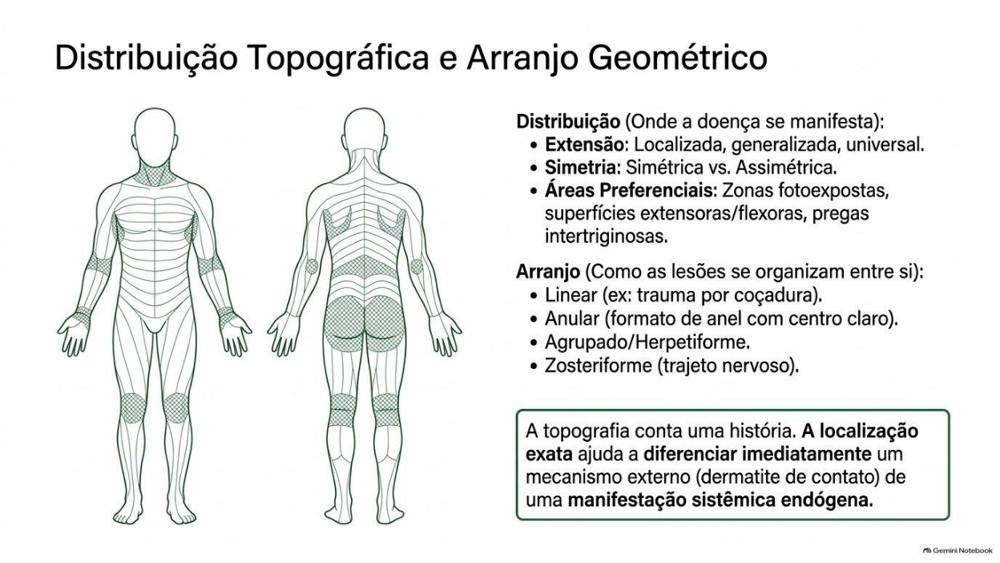 Distribuição Topográfica e Arranjo Geométrico
Distribuição (Onde a doença se manifesta):
• Extensão: Localizada, generalizada, universal.
• Simetria: Simétrica vs. Assimétrica.
• Áreas Preferenciais: Zonas fotoexpostas,
superfícies extensoras/flexoras, pregas
intertriginosas.
Arranjo (Como as lesões se organizam entre si):
• Linear (ex: trauma por coçadura).
• Anular (formato de anel com centro claro).
• Agrupado/Herpetiforme.
• Zosteriforme (trajeto nervoso).
A topografia conta uma história. A localização
exata ajuda a diferenciar imediatamente um
mecanismo externo (dermatite de contato) de
uma manifestação sistêmica endógena.
Gemini Notebook